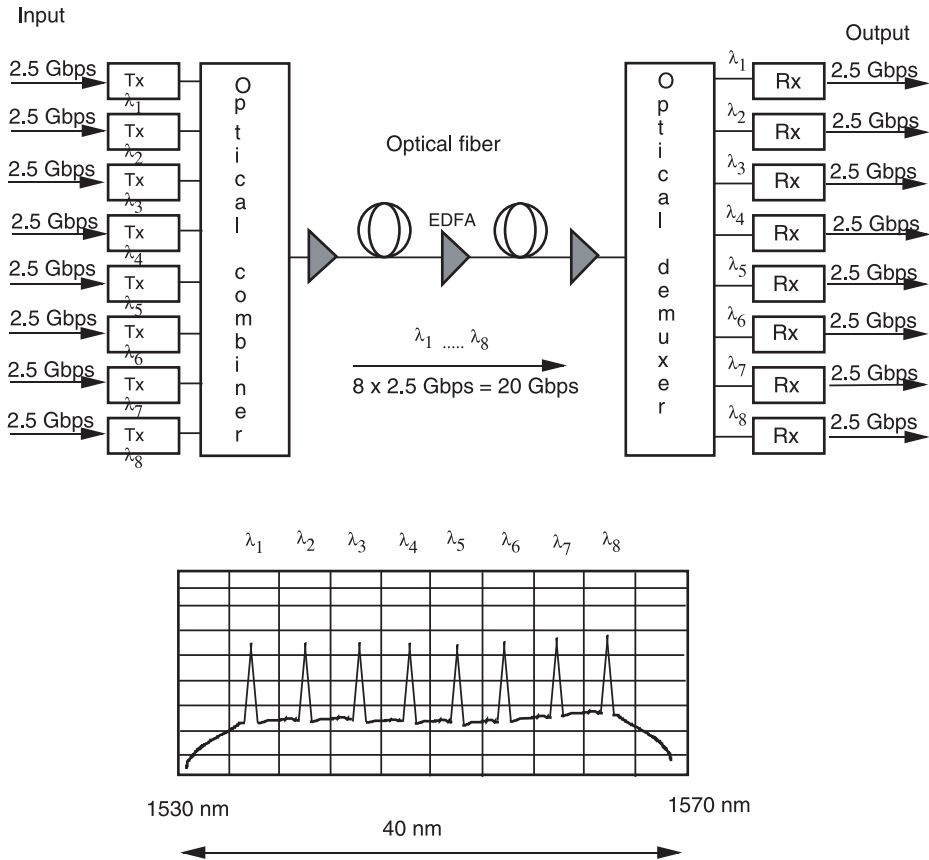 Input
Output
2.5 Gbps
Tx
λ1
2.5 Gbps
Tx
λ2
2.5 Gbps
Tx
λ3
2.5 Gbps
Tx
λ4
2.5 Gbps
Tx
λ5
2.5 Gbps
Tx
λ6
2.5 Gbps
Tx
λ7
2.5 Gbps
Tx
λ8
Optical combiner
Optical fiber
EDFA
λ1 ..... λ8
8 x 2.5 Gbps = 20 Gbps
Optical demuxer
λ1 Rx 2.5 Gbps
λ2 Rx 2.5 Gbps
λ3 Rx 2.5 Gbps
λ4 Rx 2.5 Gbps
λ5 Rx 2.5 Gbps
λ6 Rx 2.5 Gbps
λ7 Rx 2.5 Gbps
λ8 Rx 2.5 Gbps
λ1 λ2 λ3 λ4 λ5 λ6 λ7 λ8
1530 nm
1570 nm
40 nm